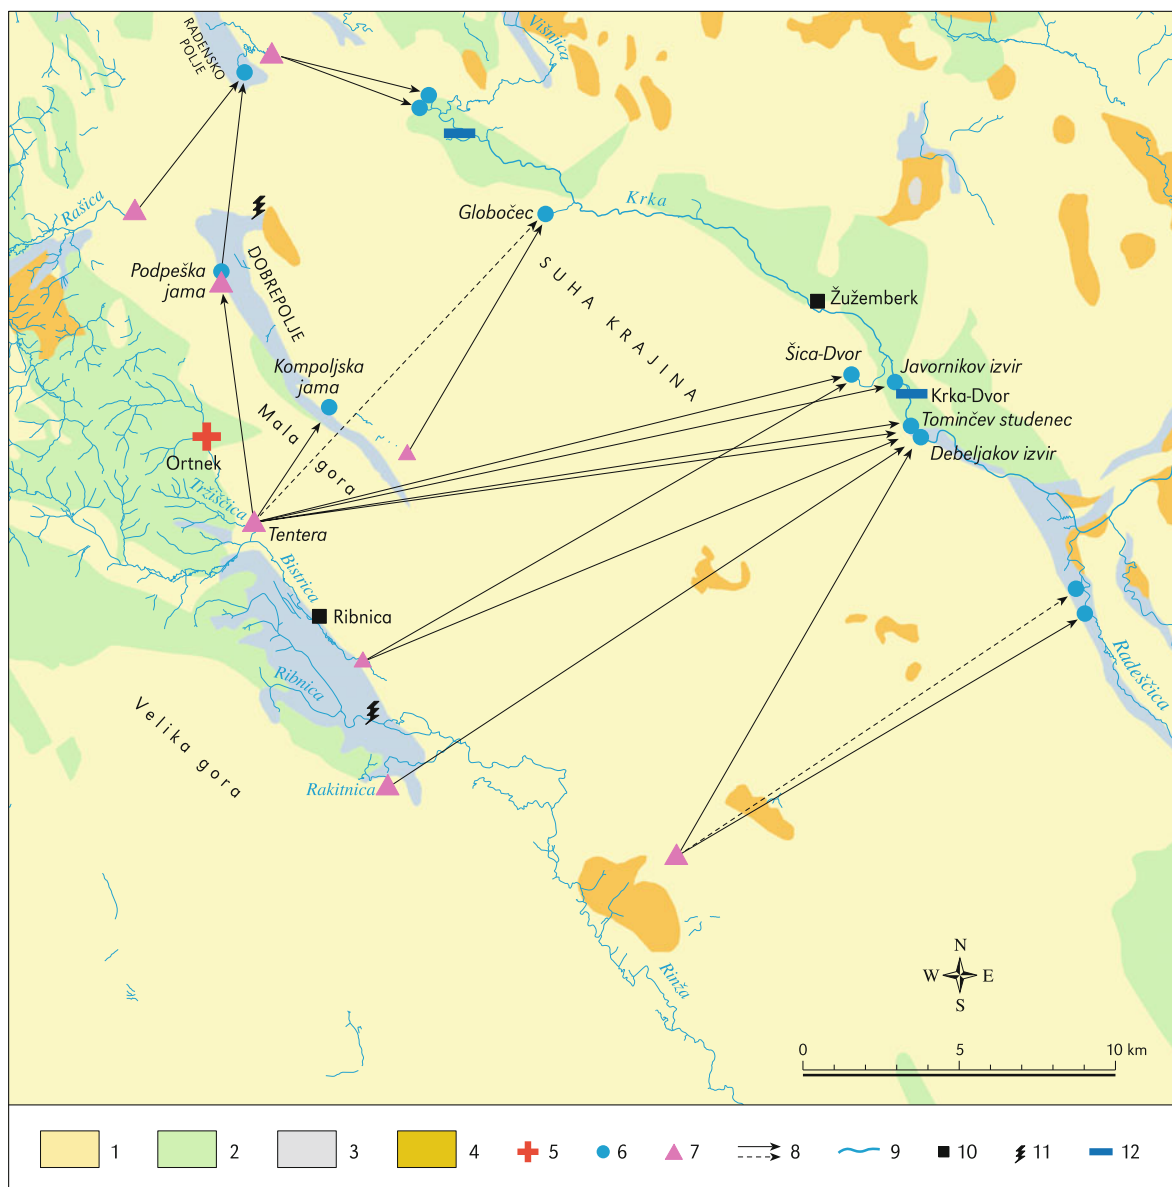 RADENSKO
POLJE
Višnjica
Rašica
Krka
Globočec
DOBREPOLJE
SUHA KRAJINA
Podpeška
jama
Žužemberk
Šica-Dvor
Javornikov izvir
Kompoljska
jama
Krka-Dvor
Tominčev studenec
Mala gora
Debeljakov izvir
Ortnek
Tržiščica
Tentera
Bistrica
Ribnica
Ribnica
Radeščica
Velika gora
Rakitnica
Rinža
N
W E
S
0 5 10 km
1 2 3 4 5 6 7 8 9 10 11 12